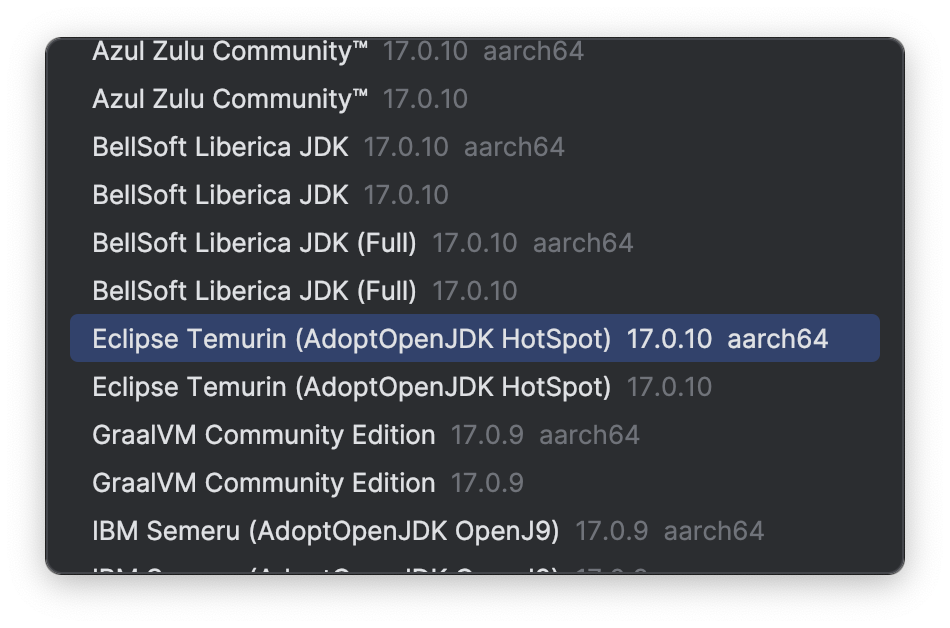 Azul Zulu Community™ 17.0.10 aarch64
Azul Zulu Community™ 17.0.10
BellSoft Liberica JDK 17.0.10 aarch64
BellSoft Liberica JDK 17.0.10
BellSoft Liberica JDK (Full) 17.0.10 aarch64
BellSoft Liberica JDK (Full) 17.0.10
Eclipse Temurin (AdoptOpenJDK HotSpot) 17.0.10 aarch64
Eclipse Temurin (AdoptOpenJDK HotSpot) 17.0.10
GraalVM Community Edition 17.0.9 aarch64
GraalVM Community Edition 17.0.9
IBM Semeru (AdoptOpenJDK OpenJ9) 17.0.9 aarch64